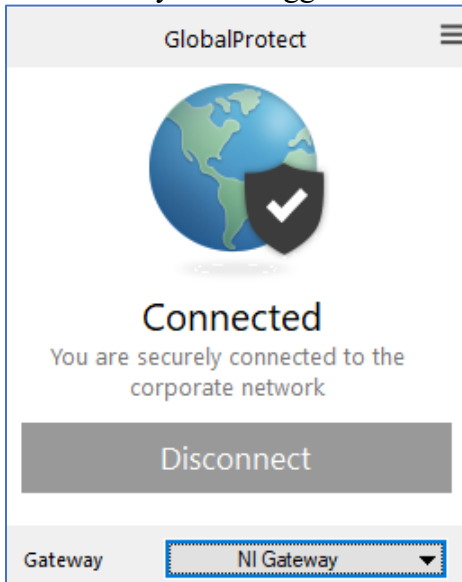 GlobalProtect
Connected
You are securely connected to the
corporate network
Disconnect
Gateway NI Gateway